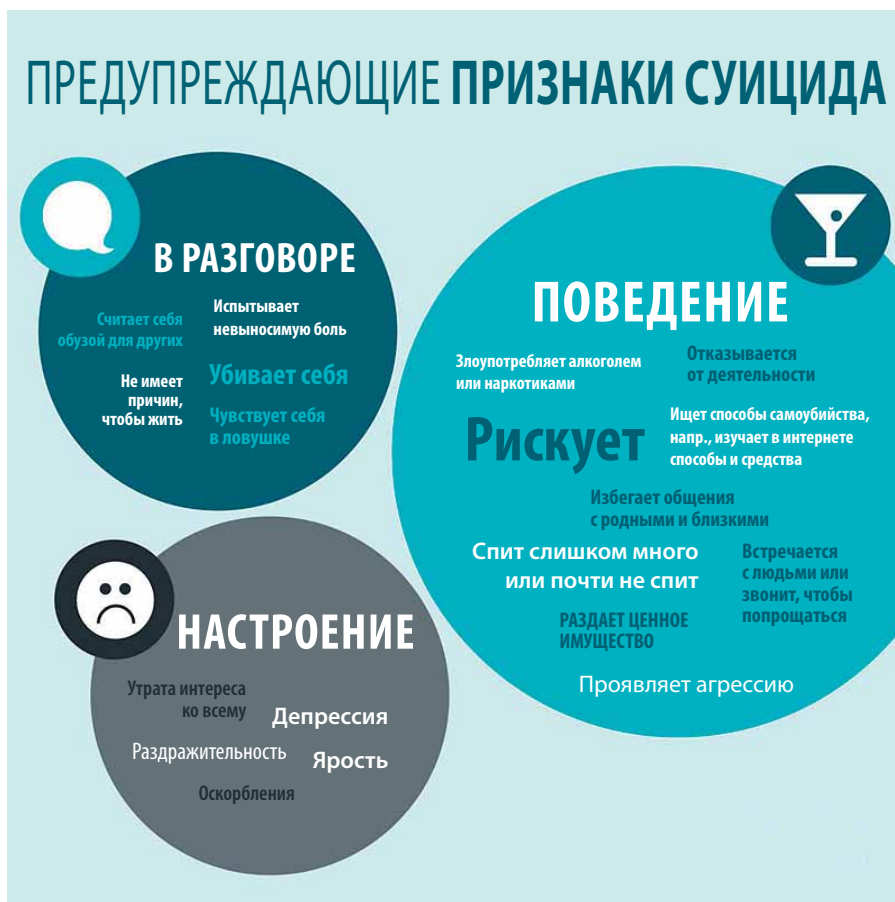 ПРЕДУПРЕЖДАЮЩИЕ ПРИЗНАКИ СУИЦИДА
В РАЗГОВОРЕ
Считает себя
обузой для других
Испытывает
невыносимую боль
Не имеет
причин,
чтобы жить
Убивает себя
Чувствует себя
в ловушке
ПОВЕДЕНИЕ
Злоупотребляет алкоголем
или наркотиками
Отказывается
от деятельности
Рискует
Ищет способы самоубийства,
напр., изучает в интернете
способы и средства
Избегает общения
с родными и близкими
Спит слишком много
или почти не спит
Встречается
с людьми или
звонит, чтобы
попрощаться
РАЗДАЕТ ЦЕННОЕ
ИМУЩЕСТВО
Проявляет агрессию
НАСТРОЕНИЕ
Утрата интереса
ко всему
Депрессия
Раздражительность
Ярость
Оскорбления